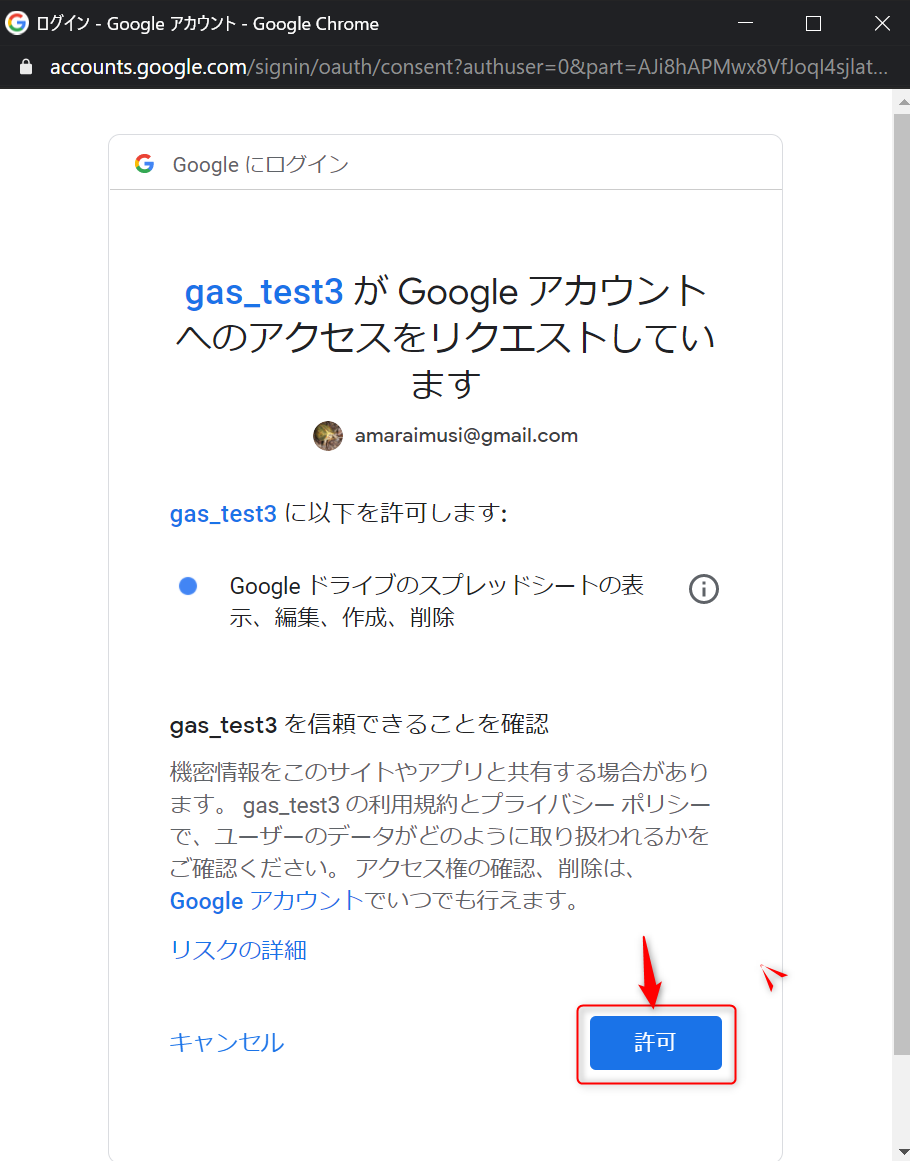 ログイン - Google アカウント - Google Chrome
accounts.google.com/signin/oauth/consent?authuser=0&part=AJi8hAPMwx8VfJoqI4sjlat...
Google にログイン
gas_test3 が Google アカウント
へのアクセスをリクエストしてい
ます
amaraimusi@gmail.com
gas_test3 に以下を許可します:
Google ドライブのスプレッドシートの表
示、編集、作成、削除
gas_test3 を信頼できることを確認
機密情報をこのサイトやアプリと共有する場合があり
ます。 gas_test3 の利用規約とプライバシー ポリシー
で、ユーザーのデータがどのように取り扱われるかを
ご確認ください。 アクセス権の確認、削除は、
Google アカウントでいつでも行えます。
リスクの詳細
キャンセル
許可